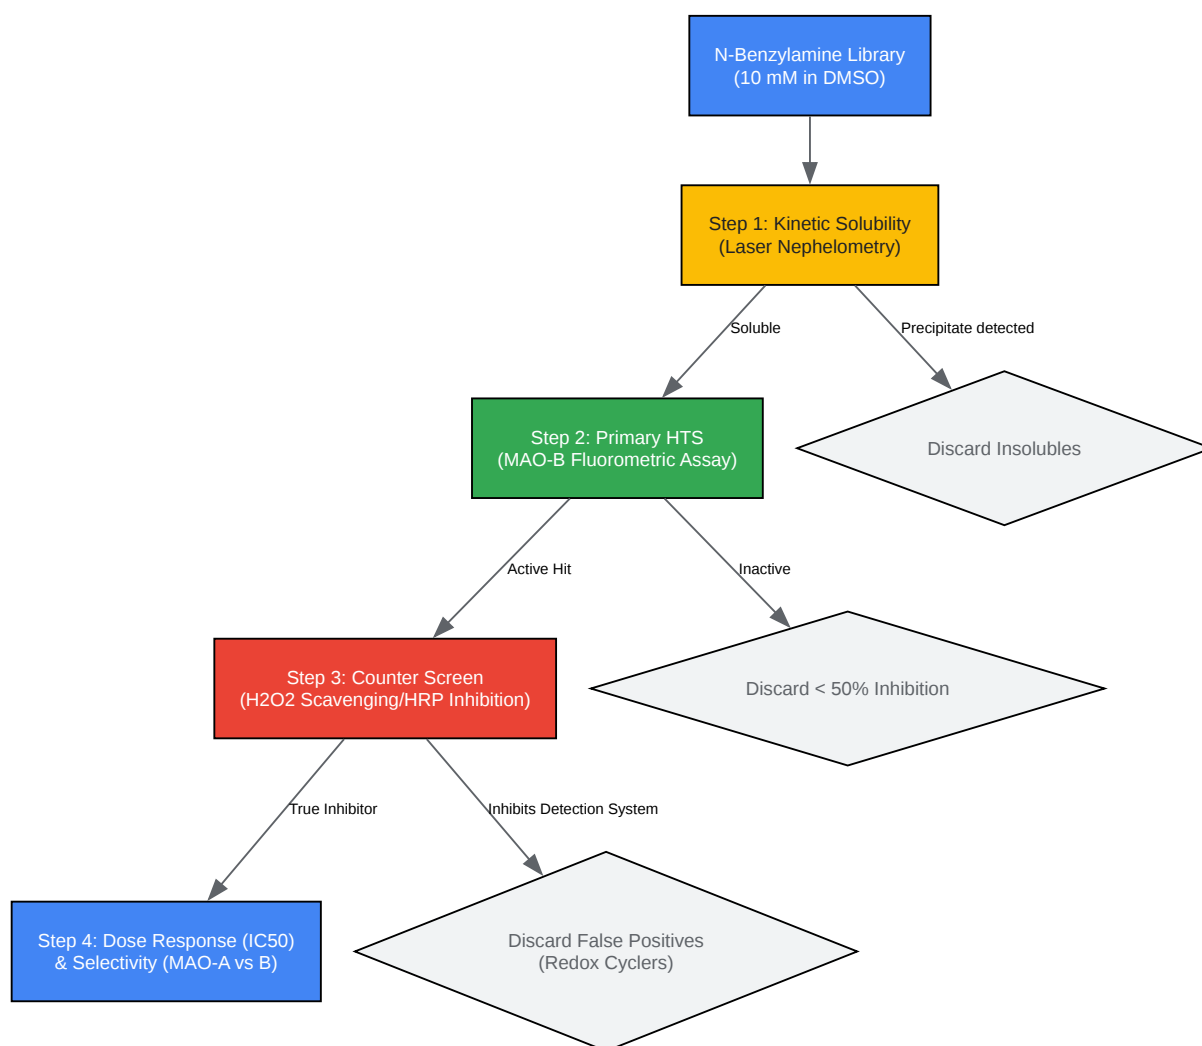 N-Benzylamine Library
(10 mM in DMSO)
Step 1: Kinetic Solubility
(Laser Nephelometry)
Soluble
Precipitate detected
Step 2: Primary HTS
(MAO-B Fluorometric Assay)
Discard Insolubles
Active Hit
Inactive
Step 3: Counter Screen
(H2O2 Scavenging/HRP Inhibition)
Discard < 50% Inhibition
True Inhibitor
Inhibits Detection System
Step 4: Dose Response (IC50)
& Selectivity (MAO-A vs B)
Discard False Positives
(Redox Cyclers)